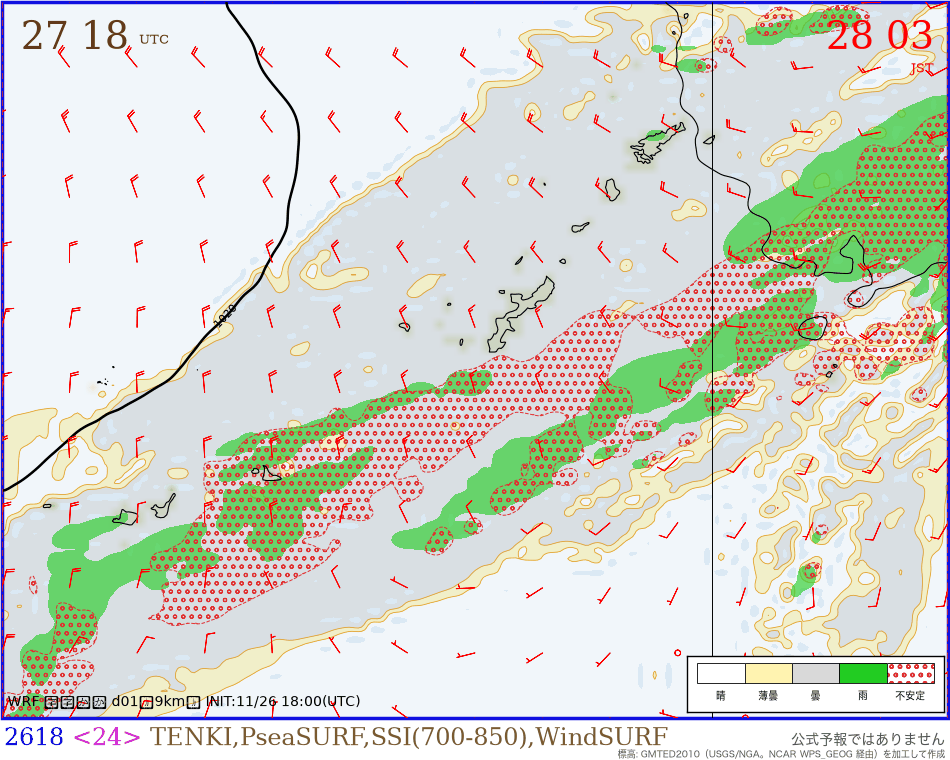 27 18 UTC
28 03
JST
1020
WRF d01 9km INIT:11/26 18:00(UTC)
晴 薄曇 曇 雨 不安定
2618 <24> TENKI,PseaSURF,SSI(700-850),WindSURF
公式予報ではありません
標高: GMTED2010（USGS/NGA。NCAR WPS_GEOG 経由）を加工して作成